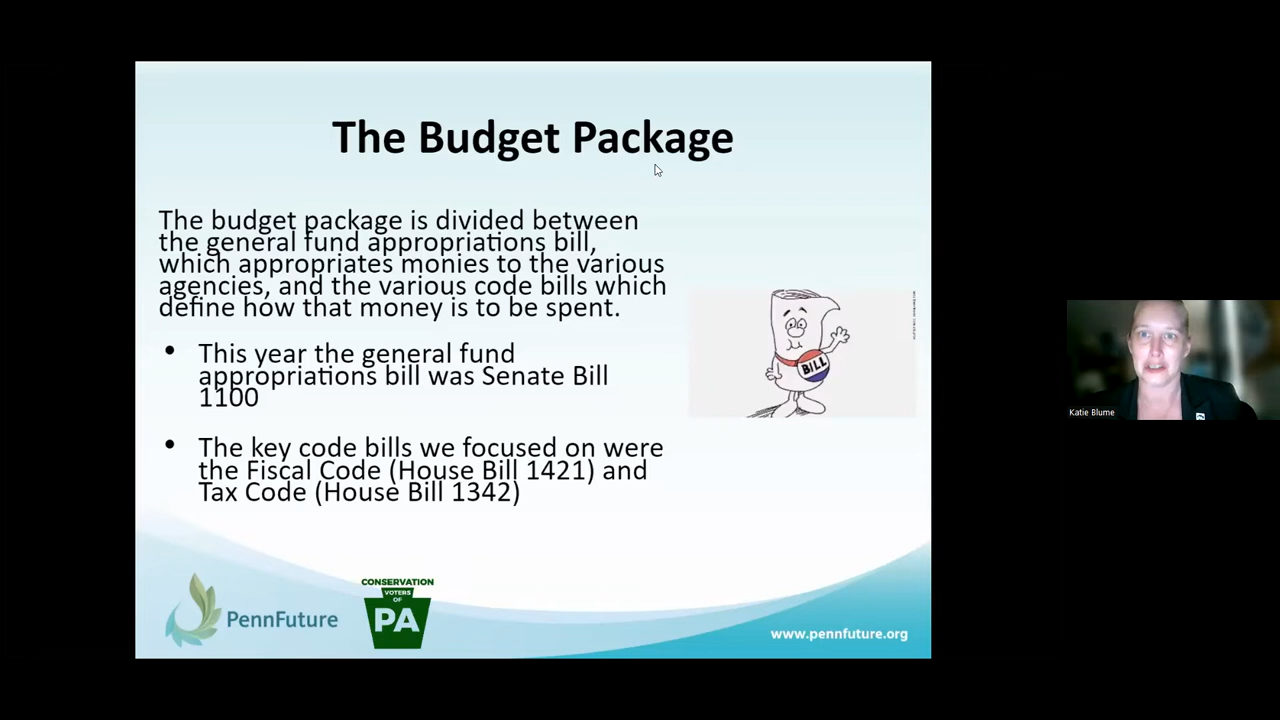 The Budget Package
The budget package is divided between
the general fund appropriations bill,
which appropriates monies to the various
agencies, and the various code bills which
define how that money is to be spent.
• This year the general fund
appropriations bill was Senate Bill
1100
• The key code bills we focused on were
the Fiscal Code (House Bill 1421) and
Tax Code (House Bill 1342)
BILL
Katie Blume
PennFuture
CONSERVATION
VOTERS
OF
PA
www.pennfuture.org